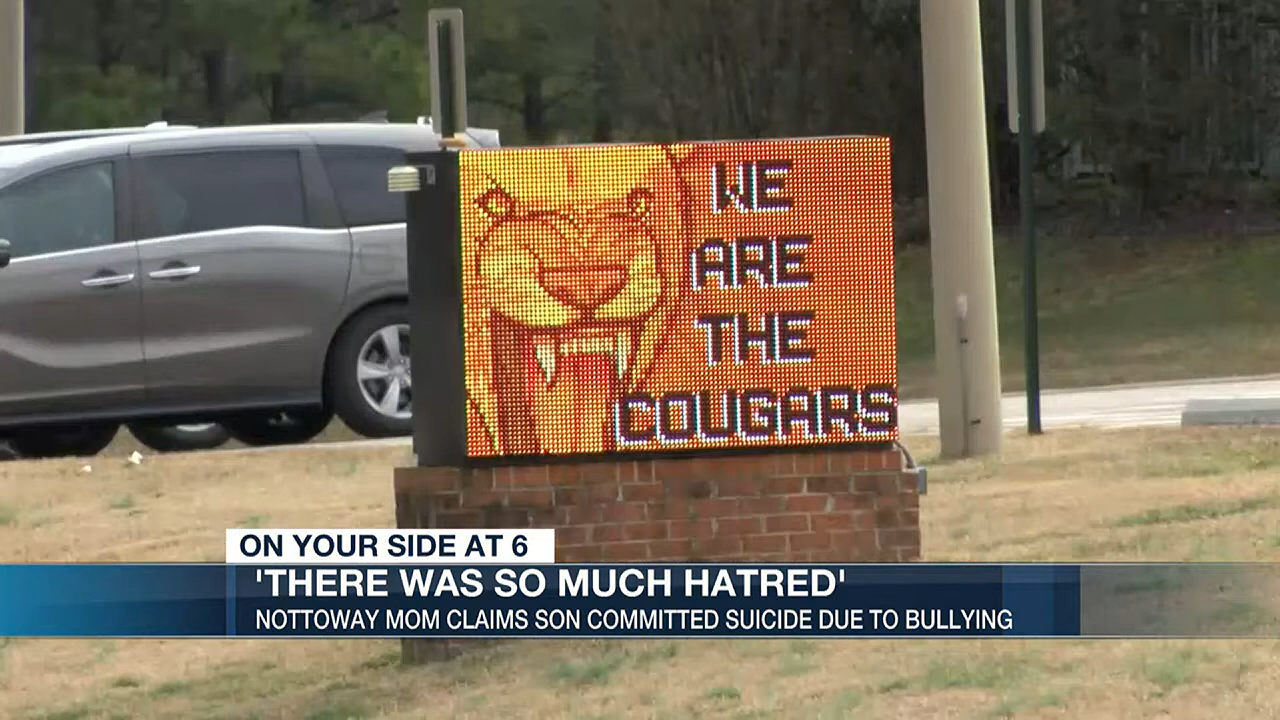 WE
ARE
THE
COUGARS
ON YOUR SIDE AT 6
'THERE WAS SO MUCH HATRED'
NOTTOWAY MOM CLAIMS SON COMMITTED SUICIDE DUE TO BULLYING